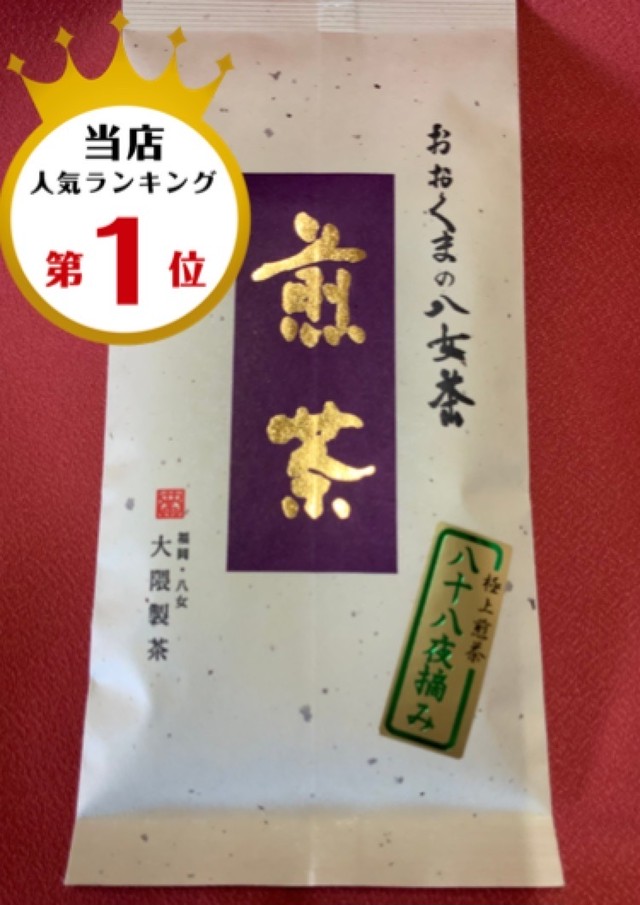 当店
人気ランキング
第1位
おおくまの八女茶
煎茶
極上煎茶
八十八夜摘み
福岡・八女
大隈製茶